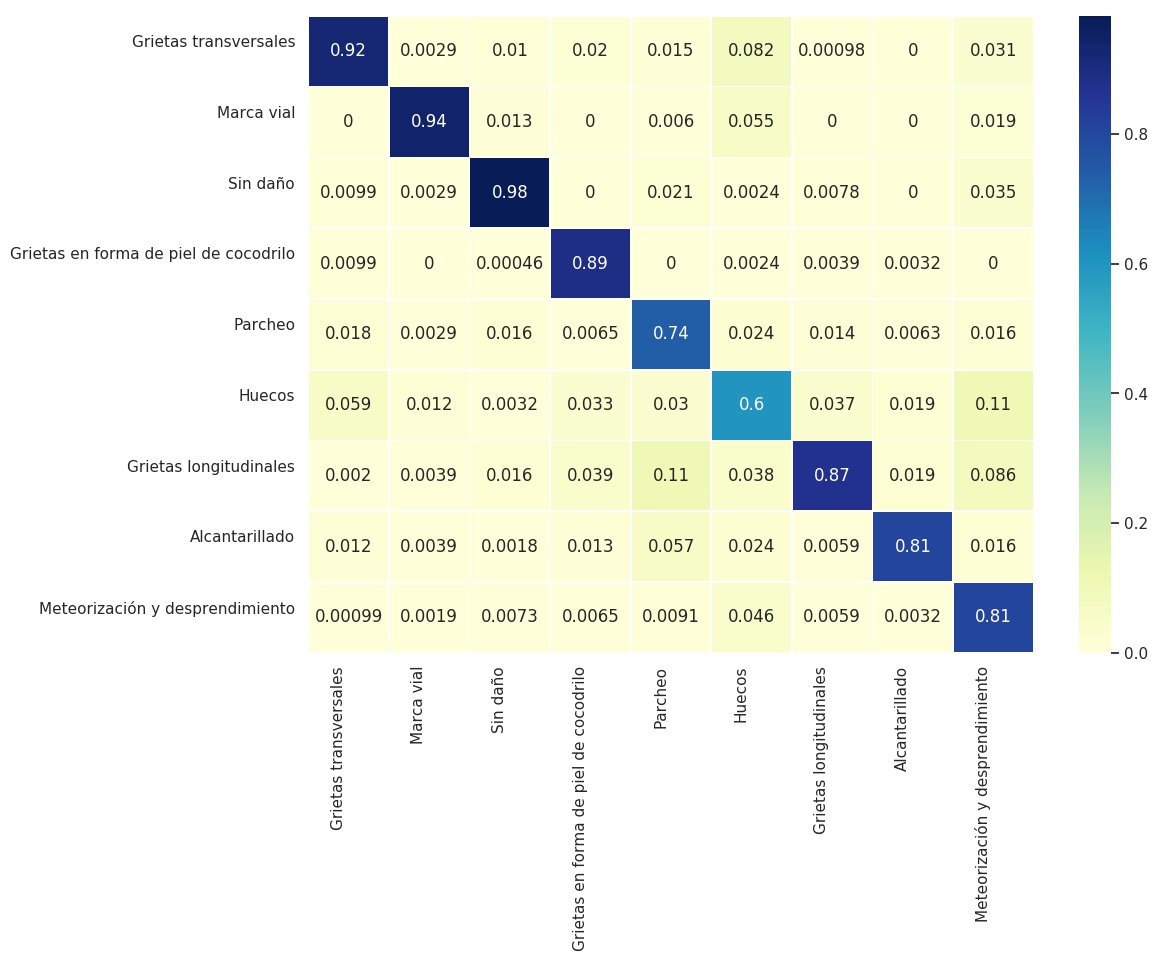 Grietas transversales 0.92 0.0029 0.01 0.02 0.015 0.082 0.00098 0 0.031
Marca vial 0 0.94 0.013 0 0.006 0.055 0 0 0.019
0.8
Sin daño 0.0099 0.0029 0.98 0 0.021 0.0024 0.0078 0 0.035
Grietas en forma de piel de cocodrilo 0.0099 0 0.00046 0.89 0 0.0024 0.0039 0.0032 0
0.6
Parcheo 0.018 0.0029 0.016 0.0065 0.74 0.024 0.014 0.0063 0.016
Huecos 0.059 0.012 0.0032 0.033 0.03 0.6 0.037 0.019 0.11
0.4
Grietas longitudinales 0.002 0.0039 0.016 0.039 0.11 0.038 0.87 0.019 0.086
0.2
Alcantarillado 0.012 0.0039 0.0018 0.013 0.057 0.024 0.0059 0.81 0.016
Meteorización y desprendimiento 0.00099 0.0019 0.0073 0.0065 0.0091 0.046 0.0059 0.0032 0.81
0.0
Grietas transversales
Marca vial
Sin daño
Grietas en forma de piel de cocodrilo
Parcheo
Huecos
Grietas longitudinales
Alcantarillado
Meteorización y desprendimiento